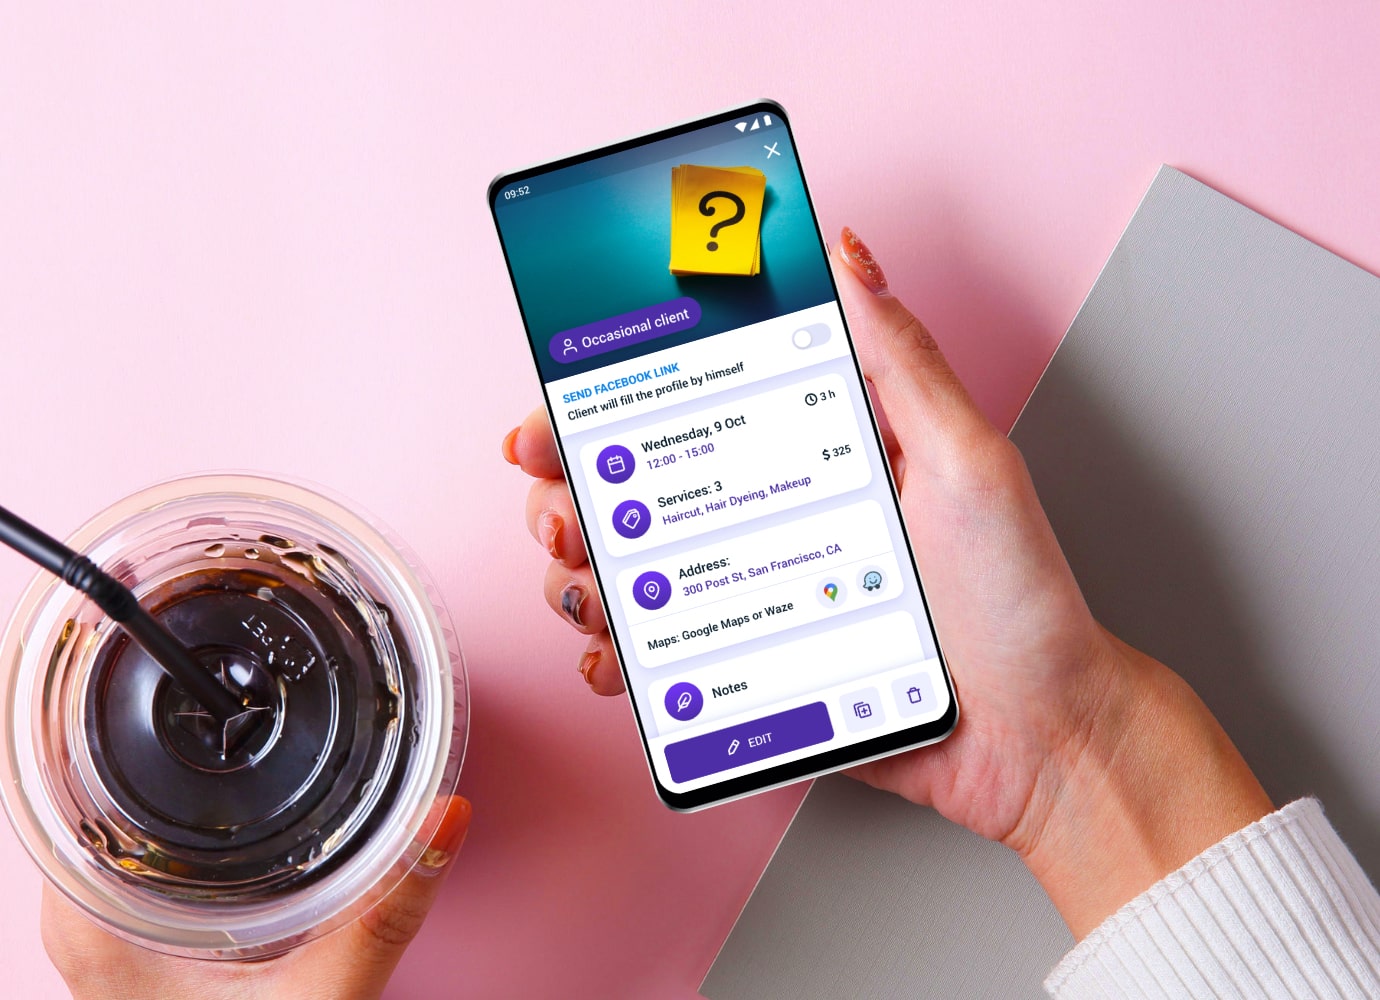 09:52
?
Occasional client
SEND FACEBOOK LINK
Client will fill the profile by himself
Wednesday, 9 Oct
3 h
12:00 - 15:00
Services: 3
$ 325
Haircut, Hair Dyeing, Makeup
Address:
300 Post St, San Francisco, CA
Maps: Google Maps or Waze
Notes
EDIT
PET